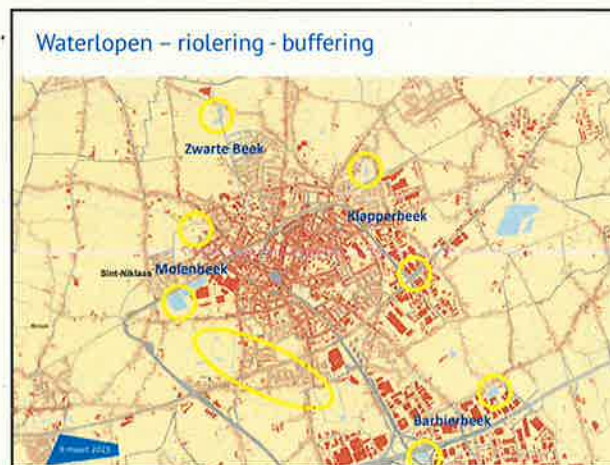 Waterlopen – riolering - buffering
Zwarte Beek
Klapperbeek
Sint-Niklaas
Molenbeek
Barbierbeek